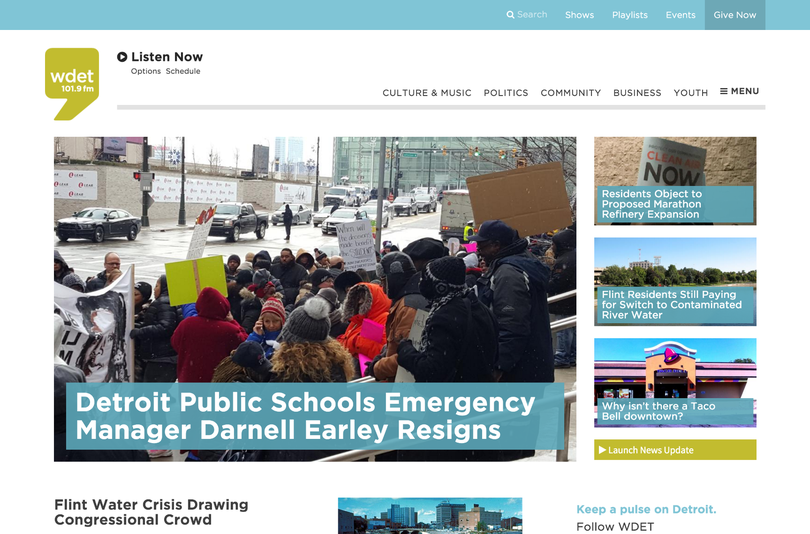 Search Shows Playlists Events Give Now
wdet
101.9 fm
Listen Now
Options Schedule
CULTURE & MUSIC POLITICS COMMUNITY BUSINESS YOUTH MENU
Detroit Public Schools Emergency
Manager Darnell Earley Resigns
CLEAN AIR
NOW
Residents Object to
Proposed Marathon
Refinery Expansion
Flint Residents Still Paying
for Switch to Contaminated
River Water
Why isn't there a Taco
Bell downtown?
Launch News Update
Flint Water Crisis Drawing
Congressional Crowd
Keep a pulse on Detroit.
Follow WDET